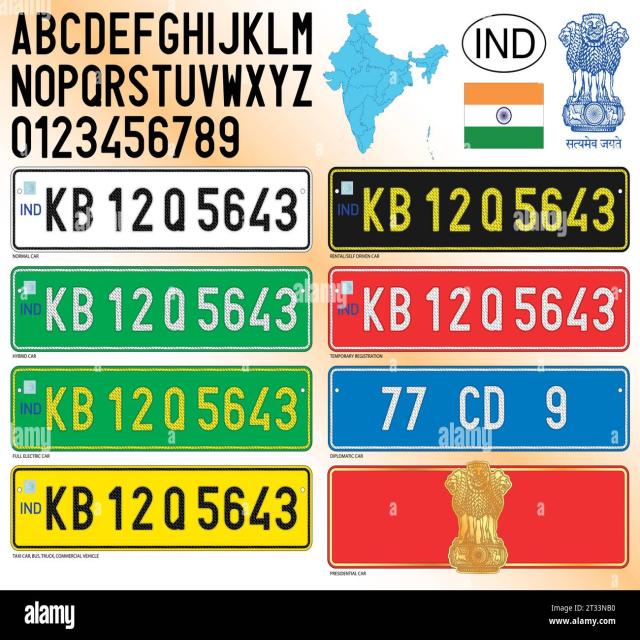 ABCDEFGHIJKLM
NOPQRSTUVWXYZ
0123456789
IND
सत्यमेव जयते
IND KB 12 Q 5643
NORMAL CAR
IND KB 12 Q 5643
RENTAL/SELF DRIVEN CAR
IND KB 12 Q 5643
HYBRID CAR
IND KB 12 Q 5643
TEMPORARY REGISTRATION
IND KB 12 Q 5643
FULL ELECTRIC CAR
77 CD 9
DIPLOMATIC CAR
IND KB 12 Q 5643
TAXI CAR, BUS, TRUCK, COMMERCIAL VEHICLE
PRESIDENTIAL CAR
alamy
Image ID: 2T33NB0
www.alamy.com